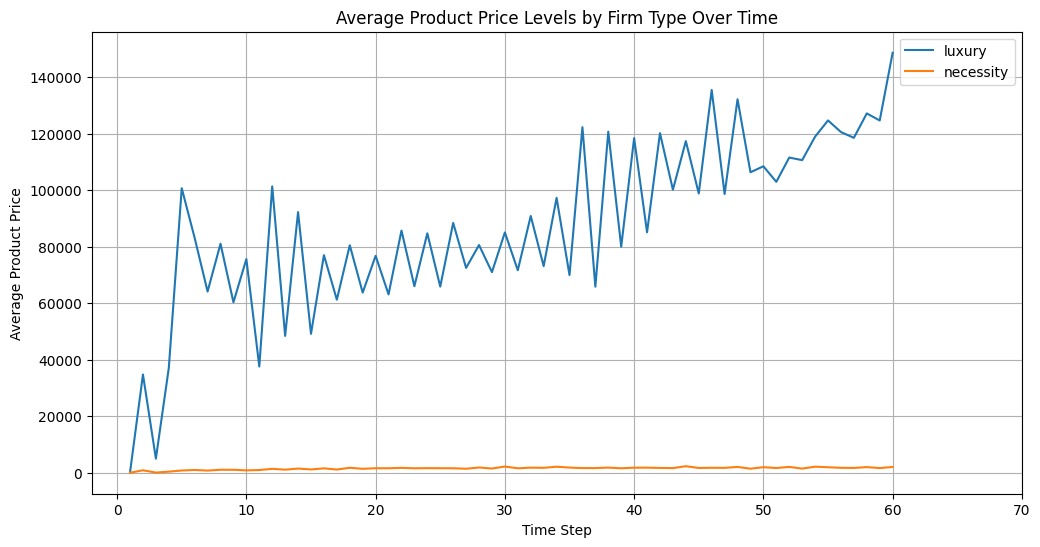 Average Product Price Levels by Firm Type Over Time
luxury
necessity
Average Product Price
140000
120000
100000
80000
60000
40000
20000
0
0 10 20 30 40 50 60 70
Time Step